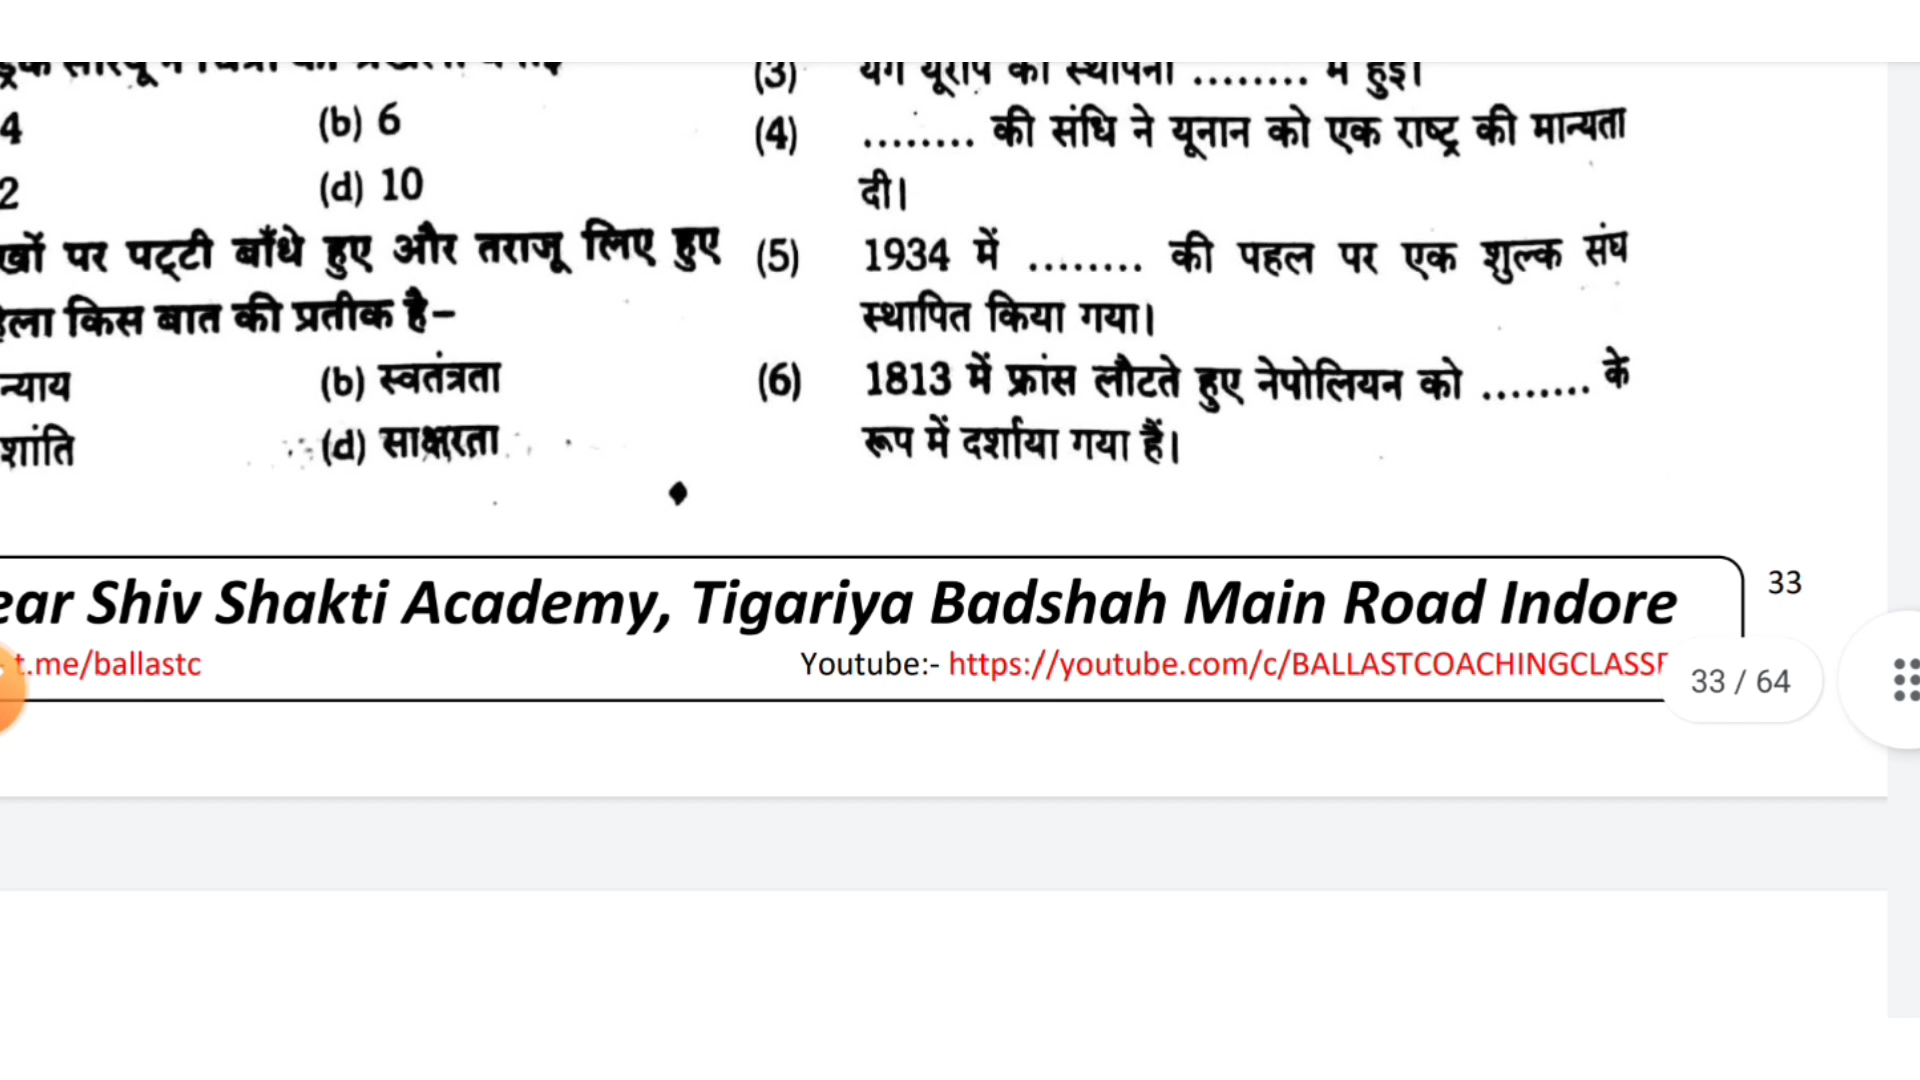 4
(b) 6
2
(d) 10
खों पर पट्टी बाँधे हुए और तराजू लिए हुए
किस बात की प्रतीक है–
न्याय
(b) स्वतंत्रता
शांति
(d) साक्षरता
(3) यंग यूरोप की स्थापना ........ में हुई।
(4) ........ की संधि ने यूनान को एक राष्ट्र की मान्यता
दी।
(5) 1934 में ........ की पहल पर एक शुल्क संघ
स्थापित किया गया।
(6) 1813 में फ्रांस लौटते हुए नेपोलियन को ........ के
रूप में दर्शाया गया हैं।
ear Shiv Shakti Academy, Tigariya Badshah Main Road Indore
33
t.me/ballastc
Youtube:- https://youtube.com/c/BALLASTCOACHINGCLASSE
33 / 64